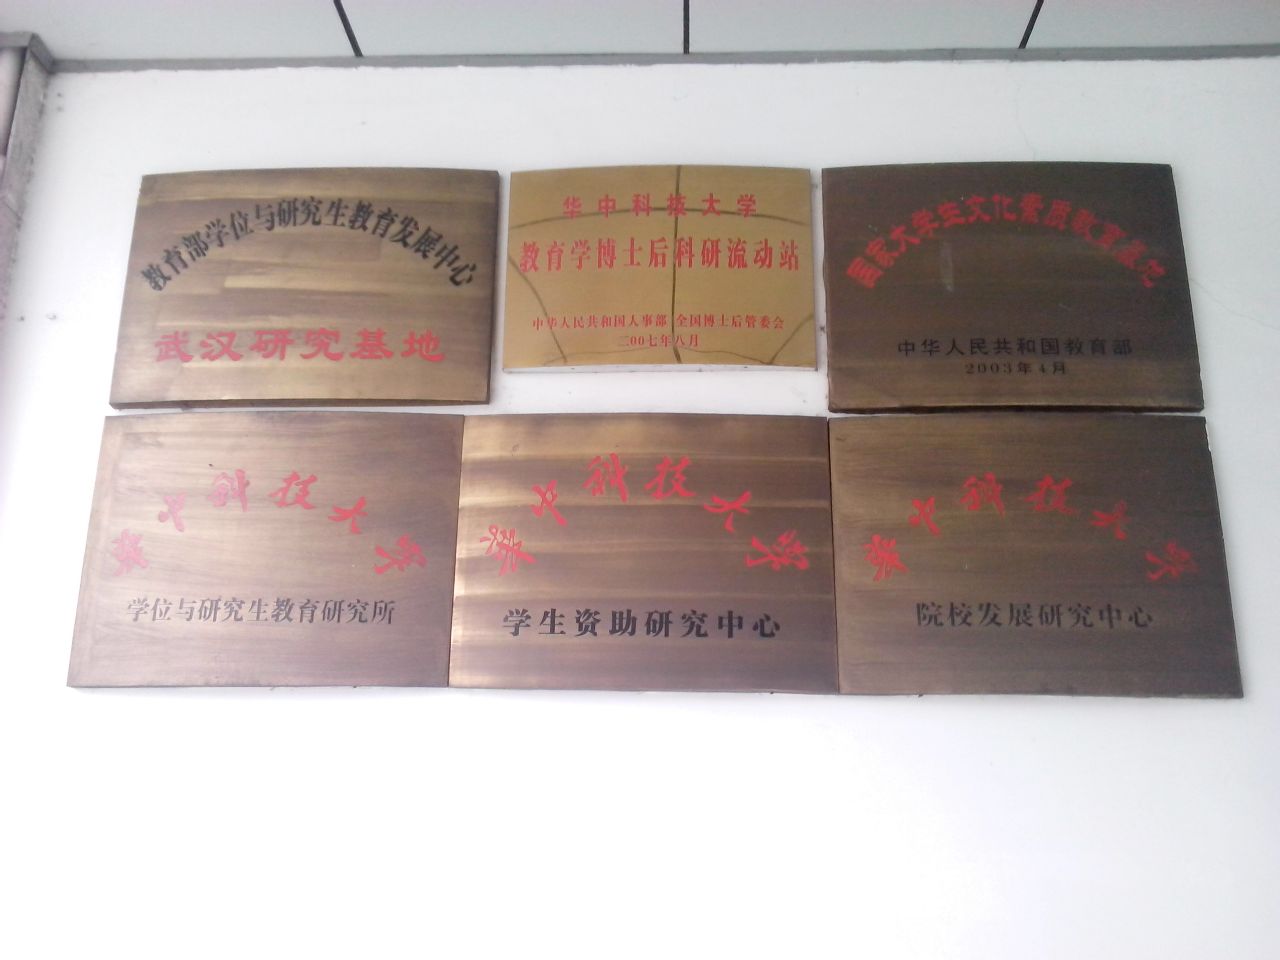 教育部学位与研究生教育发展中心
武汉研究基地
华中科技大学
教育学博士后科研流动站
中华人民共和国人事部 全国博士后管委会
二00七年八月
国家大学生文化素质教育基地
中华人民共和国教育部
2003年4月
华中科技大学
学位与研究生教育研究所
华中科技大学
学生资助研究中心
华中科技大学
院校发展研究中心